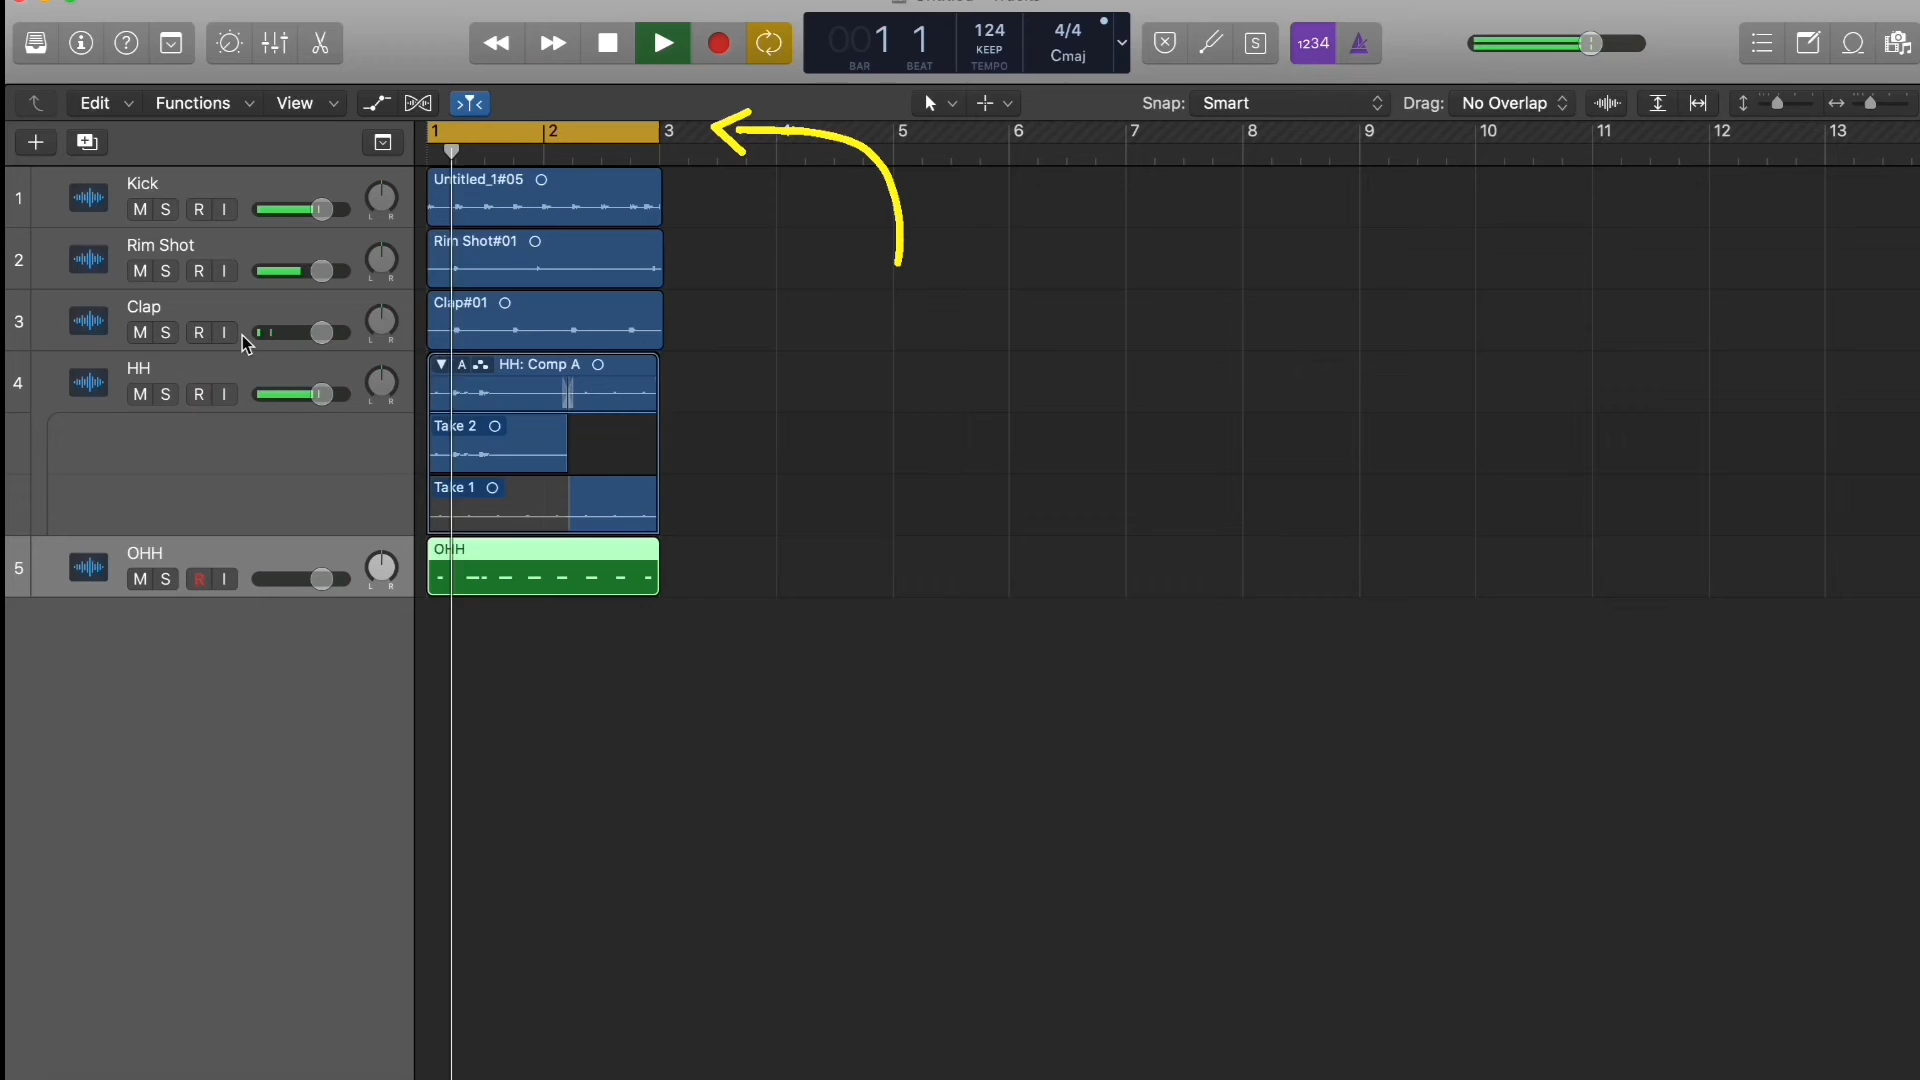 1234
001 1
BAR BEAT
124
KEEP
TEMPO
4/4
Cmaj
S
Edit Functions View
Snap: Smart
Drag: No Overlap
1 2 3 5 6 7 8 9 10 11 12 13
1 Kick
M S R I
L R
Untitled_1#05
2 Rim Shot
M S R I
L R
Rim Shot#01
3 Clap
M S R I
L R
Clap#01
4 HH
M S R I
L R
A HH: Comp A
Take 2
Take 1
5 OHH
M S R I
L R
OHH